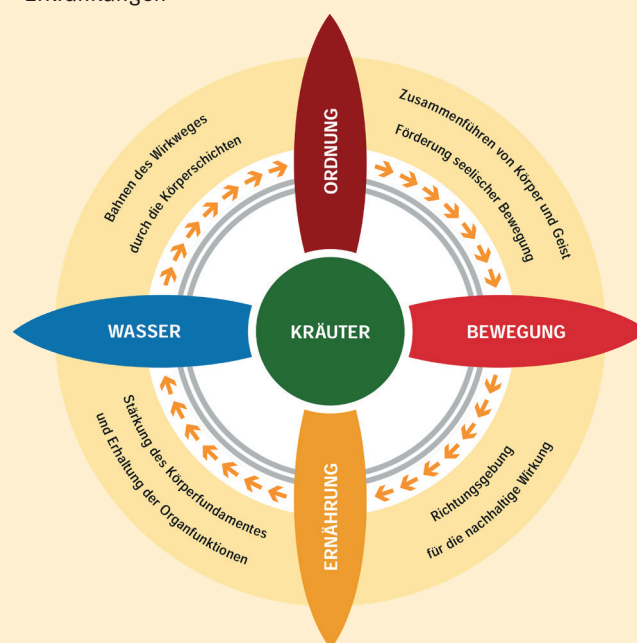 Erkrankungen
ORDNUNG
Bahnen des Wirkweges
durch die Körperschichten
Zusammenführen von Körper und Geist
Förderung seelischer Bewegung
WASSER
KRÄUTER
BEWEGUNG
Stärkung des Körperfundamentes
und Erhaltung der Organfunktionen
ERNÄHRUNG
Richtungsgebung
für die nachhaltige Wirkung